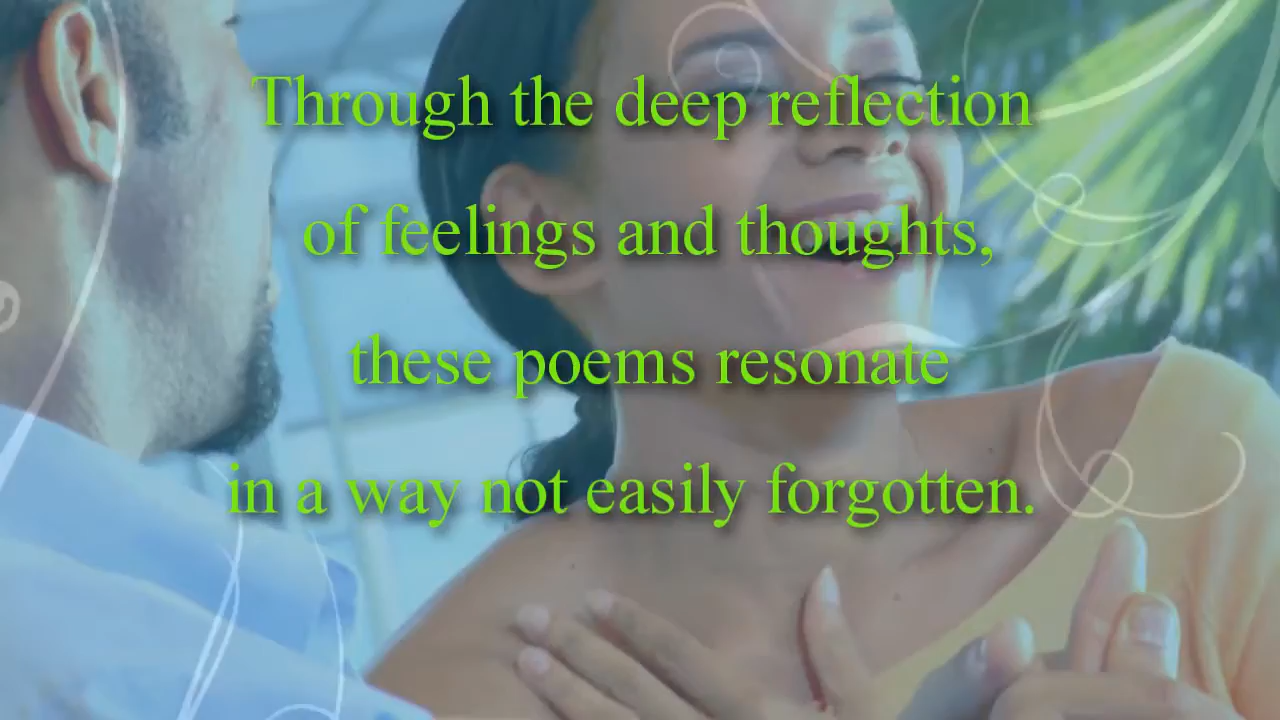 Through the deep reflection
of feelings and thoughts,
these poems resonate
in a way not easily forgotten.